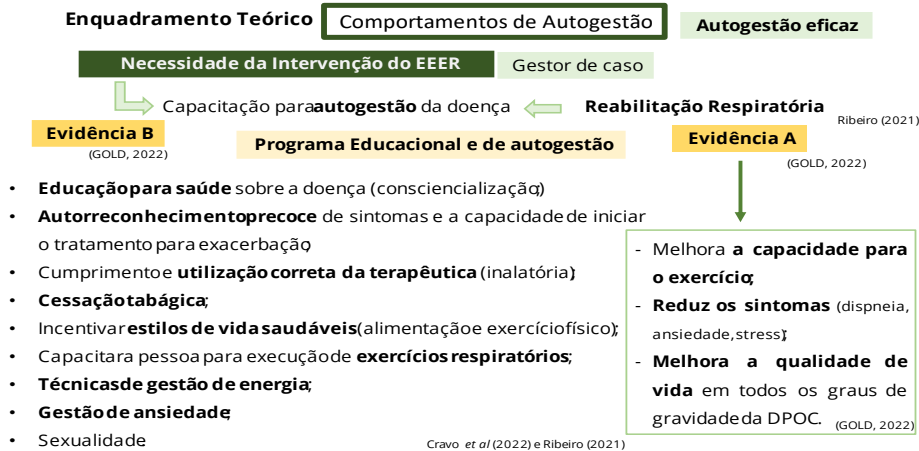 Enquadramento Teórico
Comportamentos de Autogestão
Autogestão eficaz
Necessidade da Intervenção do EEER
Gestor de caso
Capacitação para autogestão da doença
Reabilitação Respiratória
Ribeiro (2021)
Evidência B
(GOLD, 2022)
Programa Educacional e de autogestão
Evidência A
(GOLD, 2022)
• Educação para saúde sobre a doença (consciencialização);
• Autorreconhecimento precoce de sintomas e a capacidade de iniciar
o tratamento para exacerbação;
• Cumprimento e utilização correta da terapêutica (inalatória);
• Cessação tabágica;
• Incentivar estilos de vida saudáveis (alimentação e exercício físico);
• Capacitar a pessoa para execução de exercícios respiratórios;
• Técnicas de gestão de energia;
• Gestão de ansiedade;
• Sexualidade.
Cravo et al (2022) e Ribeiro (2021)
- Melhora a capacidade para
o exercício;
- Reduz os sintomas (dispneia,
ansiedade, stress);
- Melhora a qualidade de
vida em todos os graus de
gravidade da DPOC.
(GOLD, 2022)